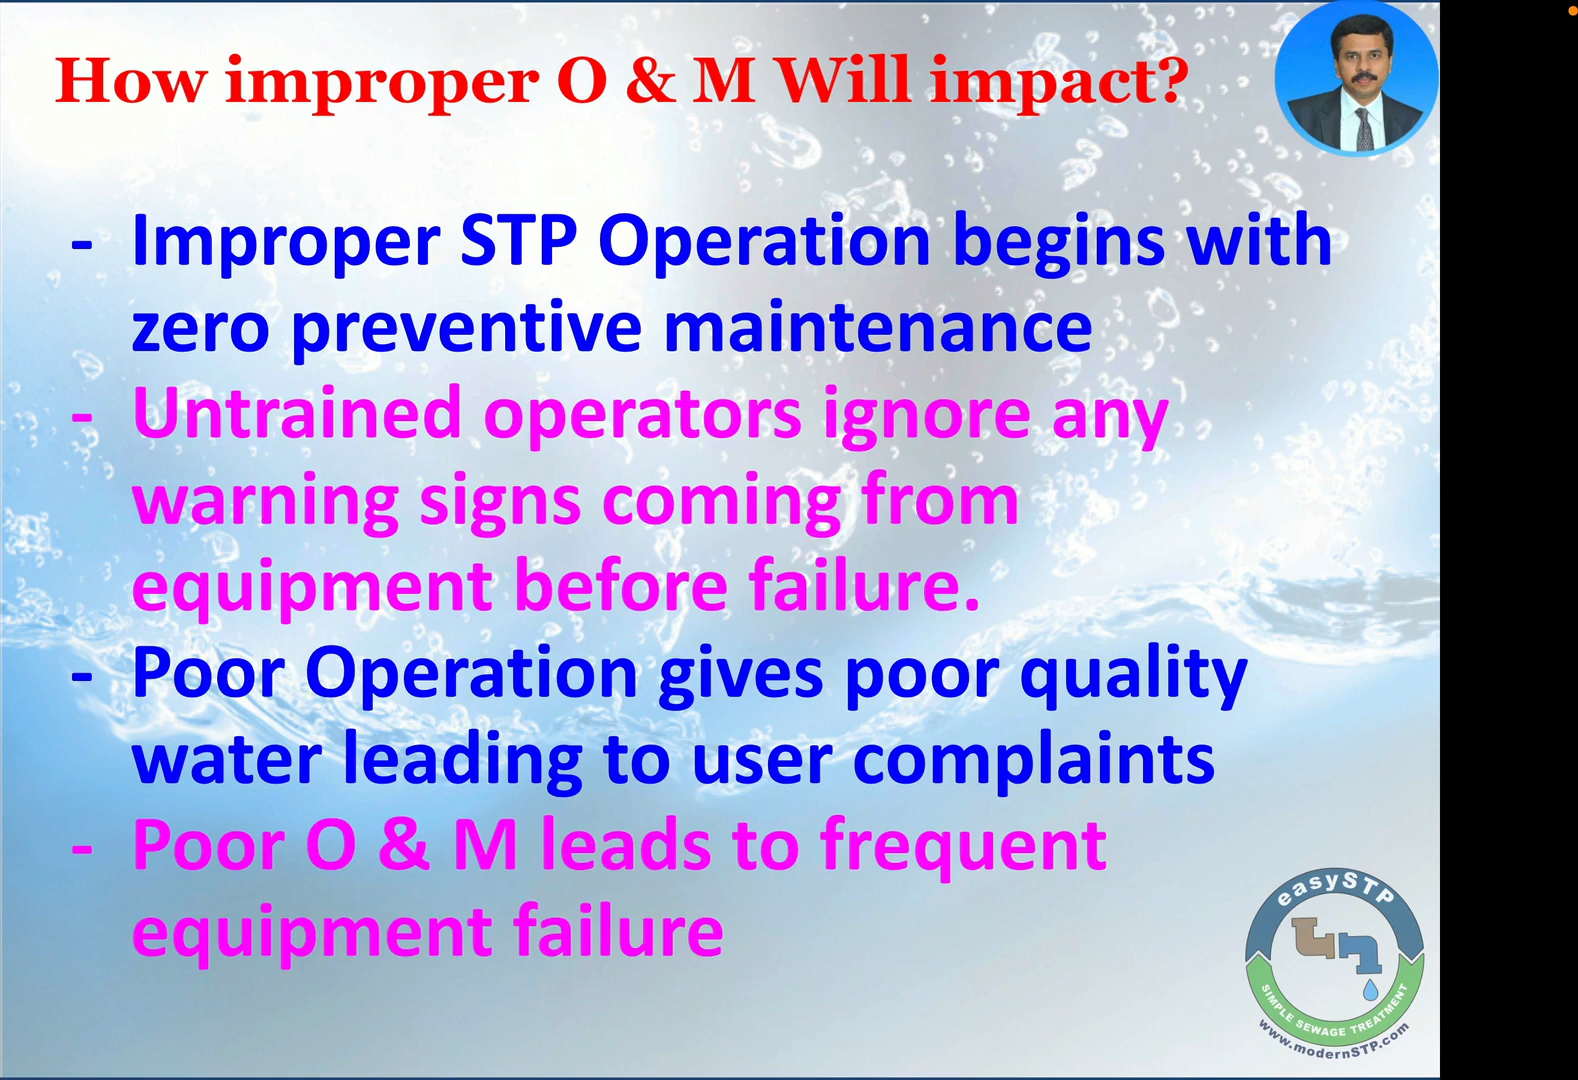 How improper O & M Will impact?
- Improper STP Operation begins with
zero preventive maintenance
- Untrained operators ignore any
warning signs coming from
equipment before failure.
- Poor Operation gives poor quality
water leading to user complaints
- Poor O & M leads to frequent
equipment failure
easySTP
SIMPLE SEWAGE TREATMENT
www.modernSTP.com